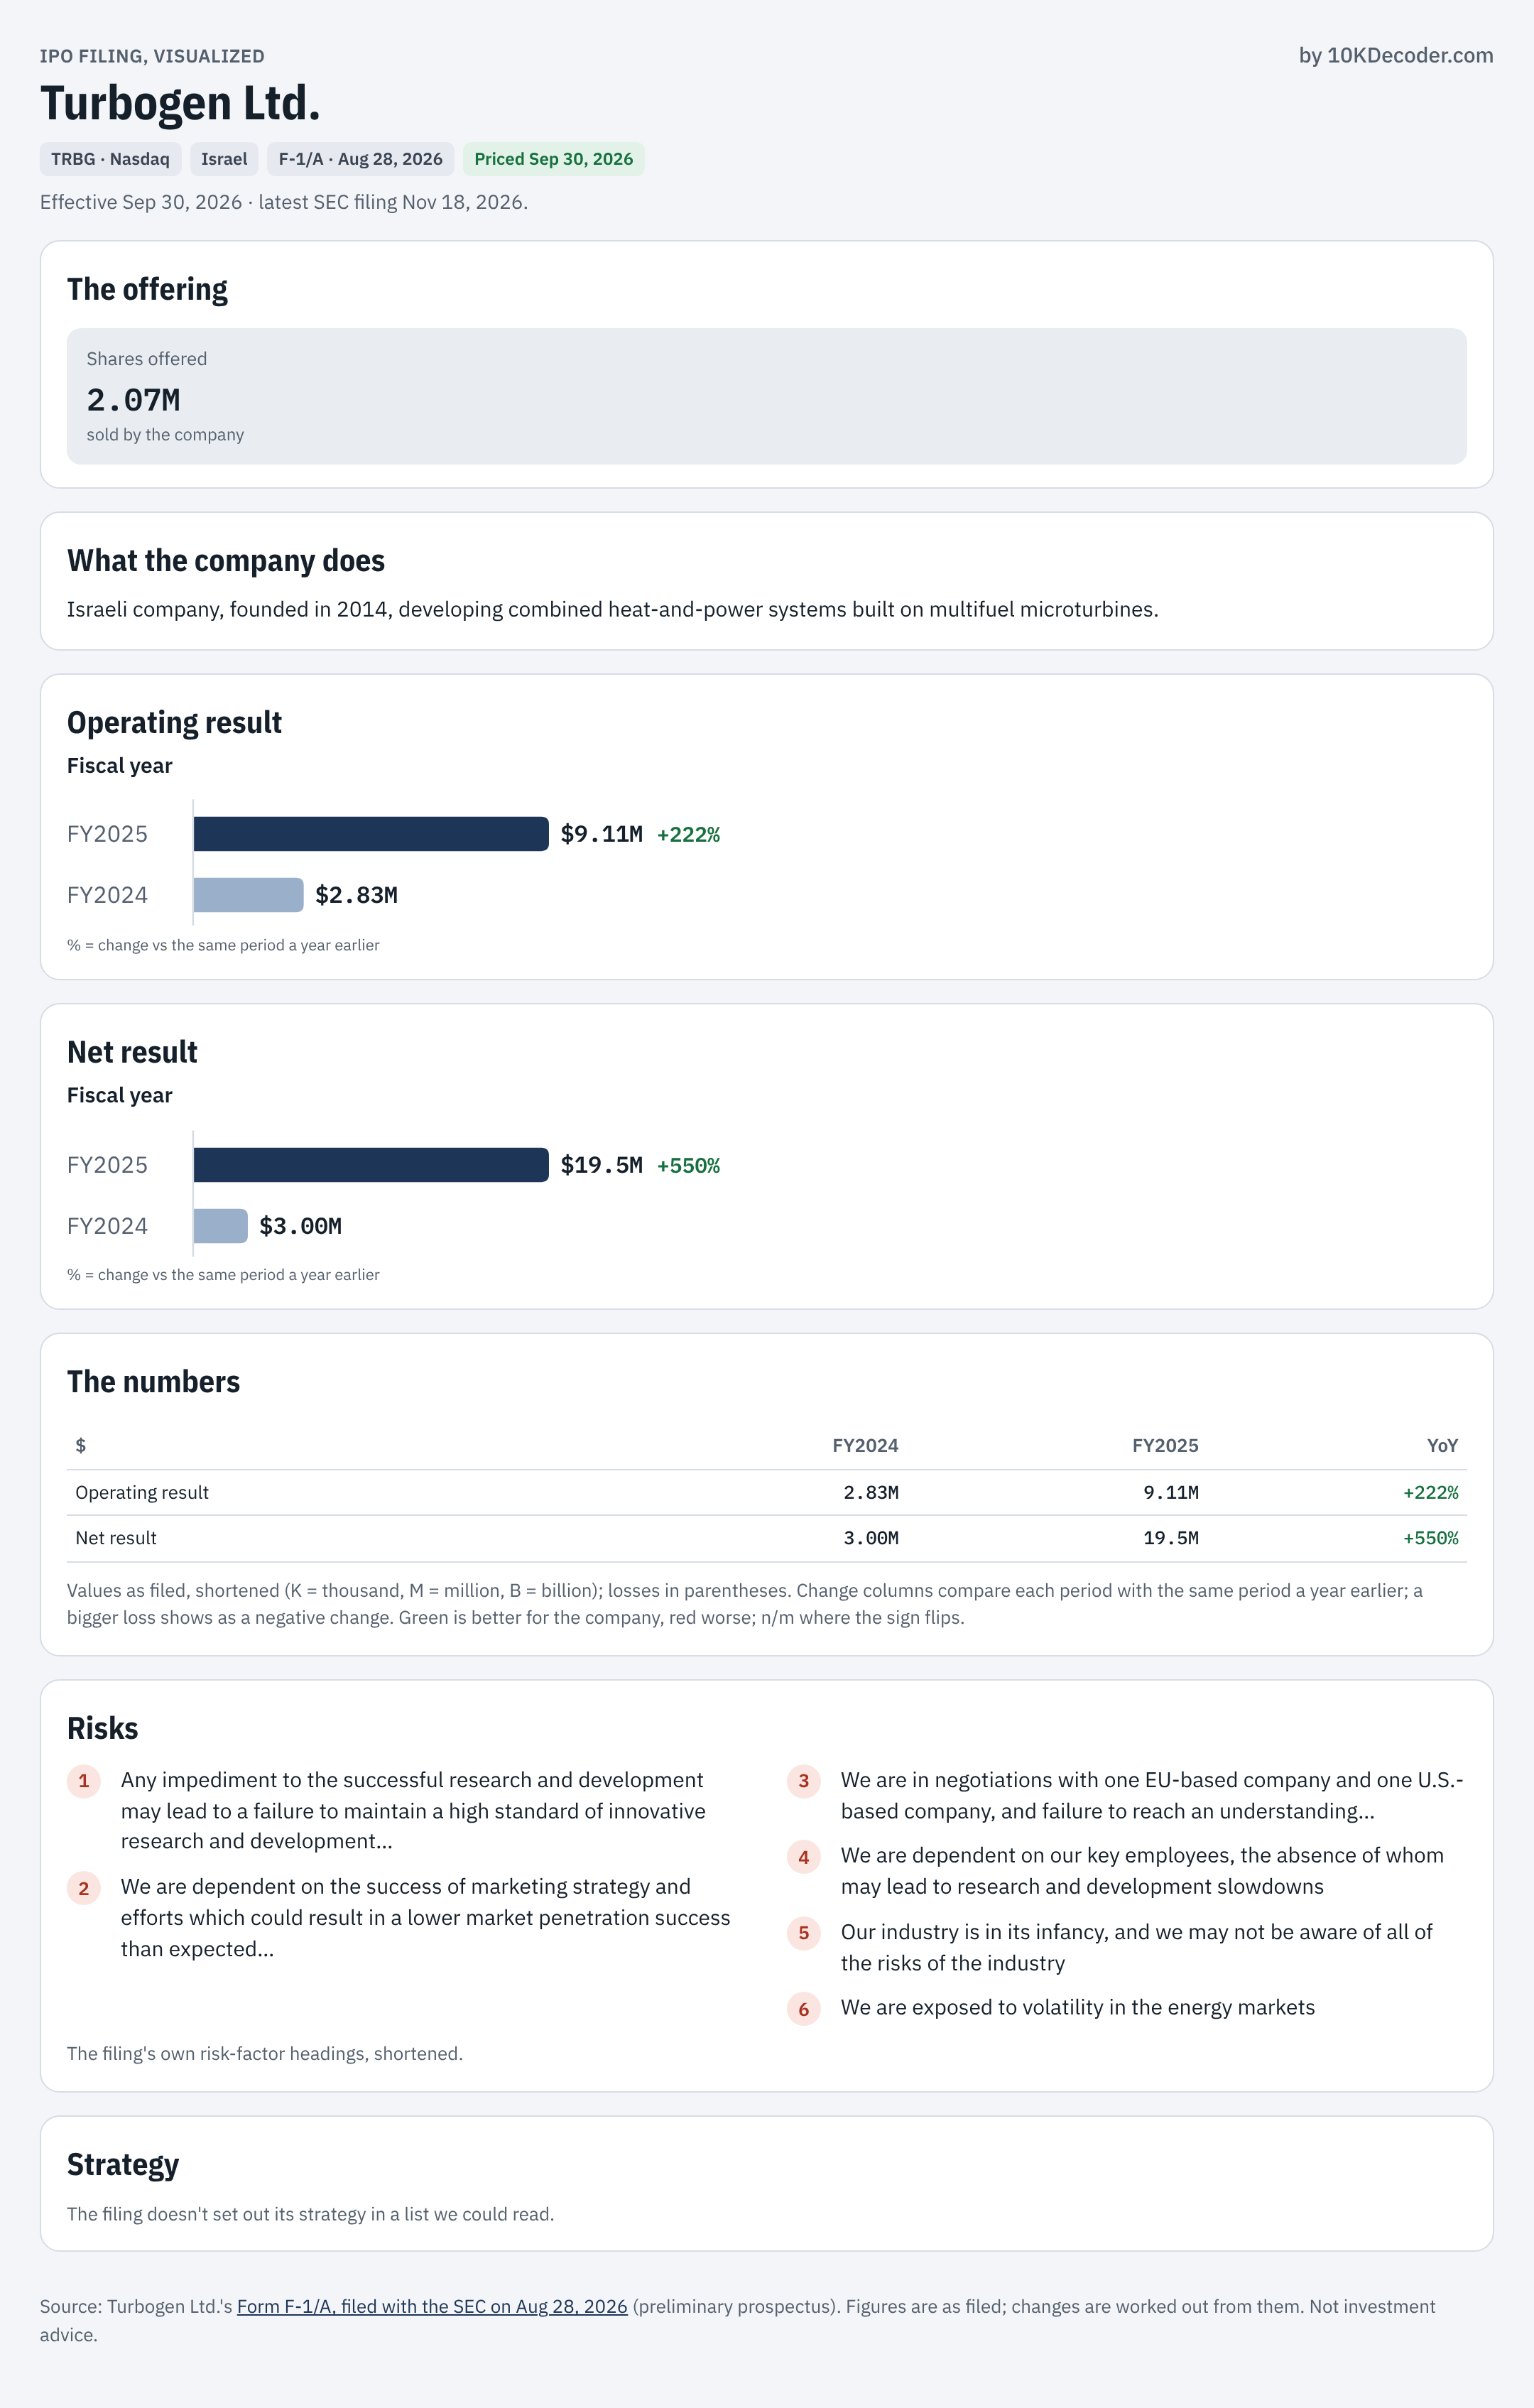 IPO FILING, VISUALIZED
by 10KDecoder.com
Turbogen Ltd.
TRBG · Nasdaq
Israel
F-1/A · Aug 28, 2026
Priced Sep 30, 2026
Effective Sep 30, 2026 · latest SEC filing Nov 18, 2026.
The offering
Shares offered
2.07M
sold by the company
What the company does
Israeli company, founded in 2014, developing combined heat-and-power systems built on multifuel microturbines.
Operating result
Fiscal year
FY2025 $9.11M +222%
FY2024 $2.83M
% = change vs the same period a year earlier
Net result
Fiscal year
FY2025 $19.5M +550%
FY2024 $3.00M
% = change vs the same period a year earlier
The numbers
$ FY2024 FY2025 YoY
Operating result 2.83M 9.11M +222%
Net result 3.00M 19.5M +550%
Values as filed, shortened (K = thousand, M = million, B = billion); losses in parentheses. Change columns compare each period with the same period a year earlier; a
bigger loss shows as a negative change. Green is better for the company, red worse; n/m where the sign flips.
Risks
1 Any impediment to the successful research and development
may lead to a failure to maintain a high standard of innovative
research and development...
2 We are dependent on the success of marketing strategy and
efforts which could result in a lower market penetration success
than expected...
3 We are in negotiations with one EU-based company and one U.S.-
based company, and failure to reach an understanding...
4 We are dependent on our key employees, the absence of whom
may lead to research and development slowdowns
5 Our industry is in its infancy, and we may not be aware of all of
the risks of the industry
6 We are exposed to volatility in the energy markets
The filing's own risk-factor headings, shortened.
Strategy
The filing doesn't set out its strategy in a list we could read.
Source: Turbogen Ltd.'s Form F-1/A, filed with the SEC on Aug 28, 2026 (preliminary prospectus). Figures are as filed; changes are worked out from them. Not investment
advice.